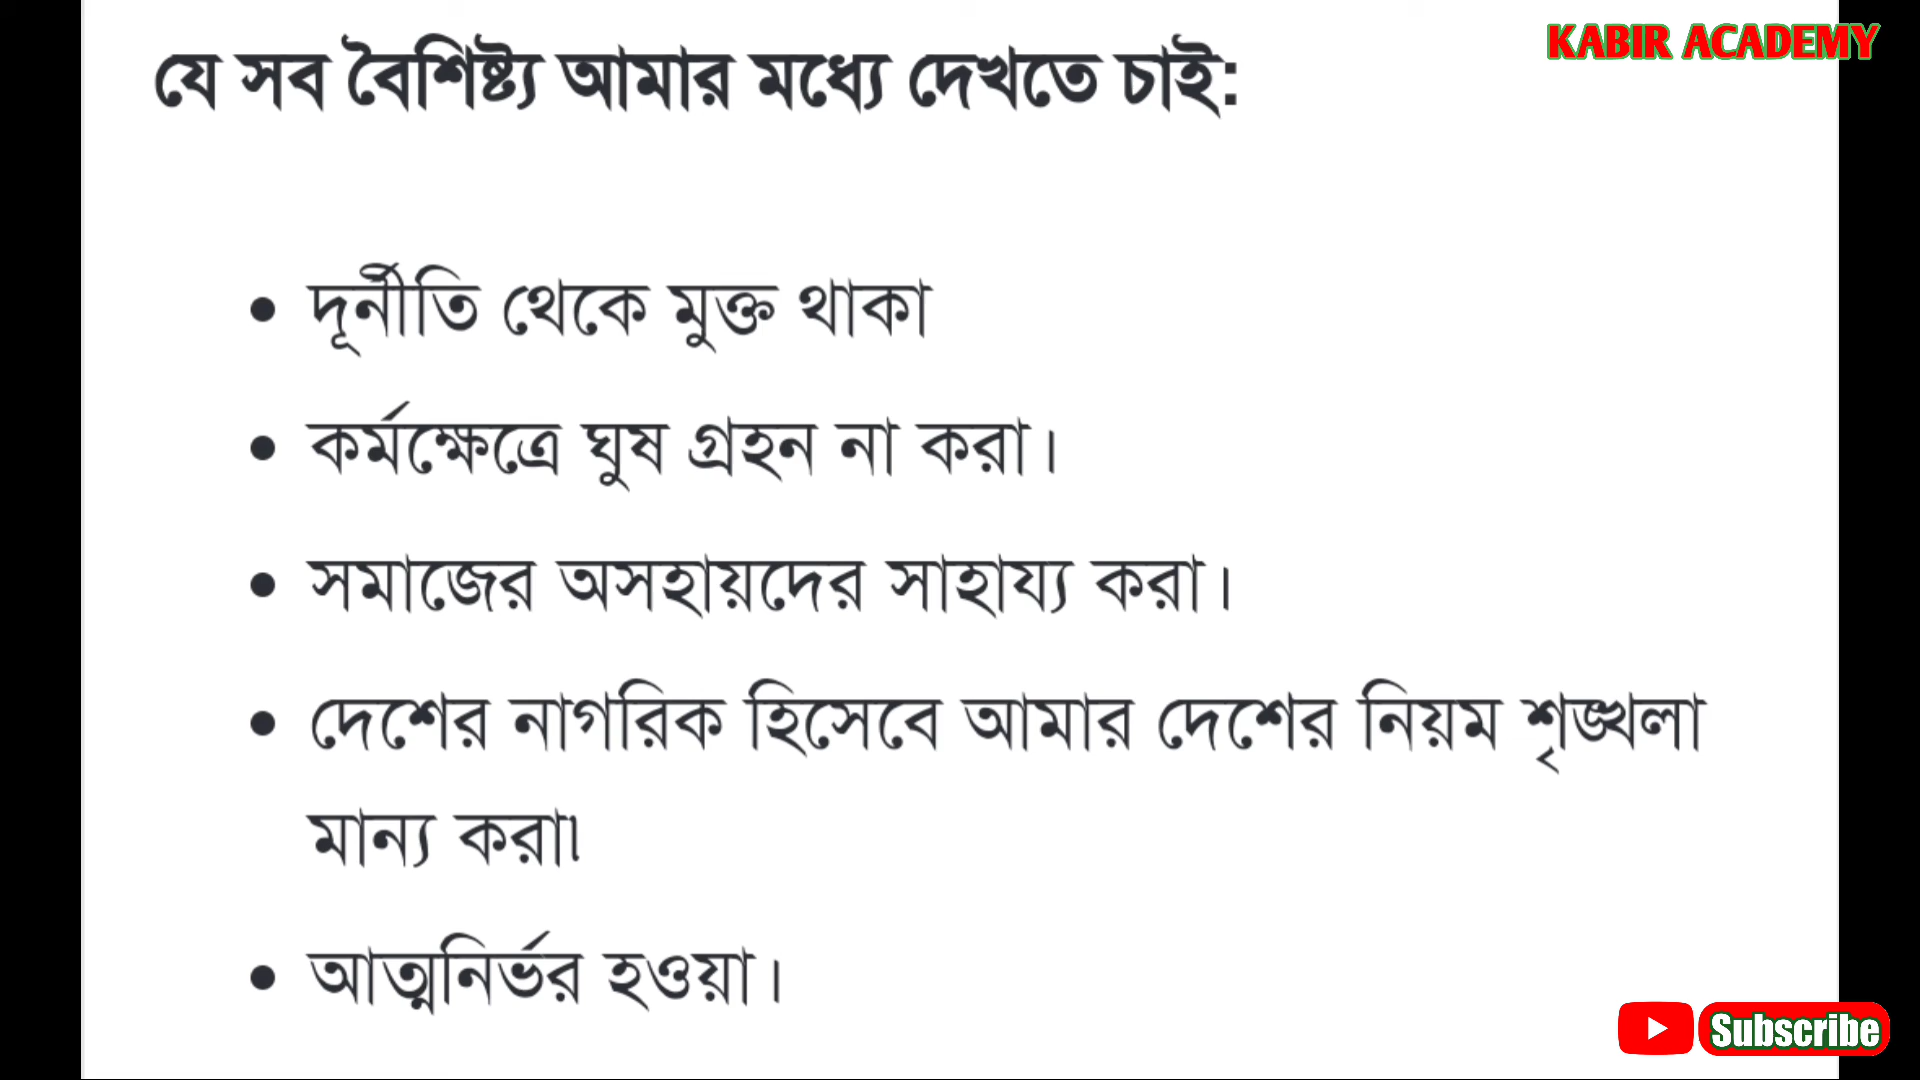 যে সব বৈশিষ্ট্য আমার মধ্যে দেখতে চাই:
KABIR ACADEMY
• দূর্নীতি থেকে মুক্ত থাকা
• কর্মক্ষেত্রে ঘুষ গ্রহন না করা।
• সমাজের অসহায়দের সাহায্য করা।
• দেশের নাগরিক হিসেবে আমার দেশের নিয়ম শৃঙ্খলা
মান্য করা৷
• আত্মনির্ভর হওয়া।
Subscribe